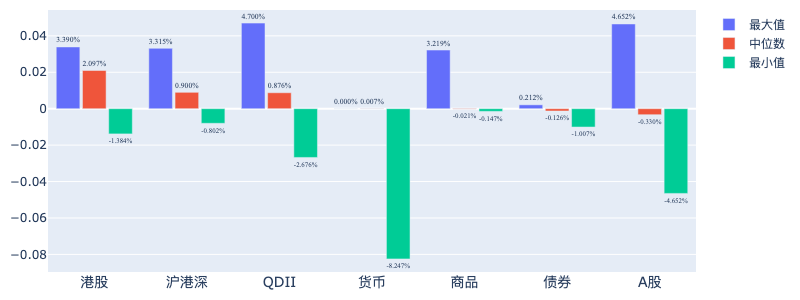 4.700%
4.652%
3.390%
3.315%
3.219%
2.097%
0.900%
0.876%
0.000%
0.007%
0.212%
-0.021%
-0.147%
-0.126%
-0.330%
-1.384%
-0.802%
-1.007%
-2.676%
-4.652%
-8.247%
0.04
0.02
0
−0.02
−0.04
−0.06
−0.08
港股
沪港深
QDII
货币
商品
债券
A股
最大值
中位数
最小值